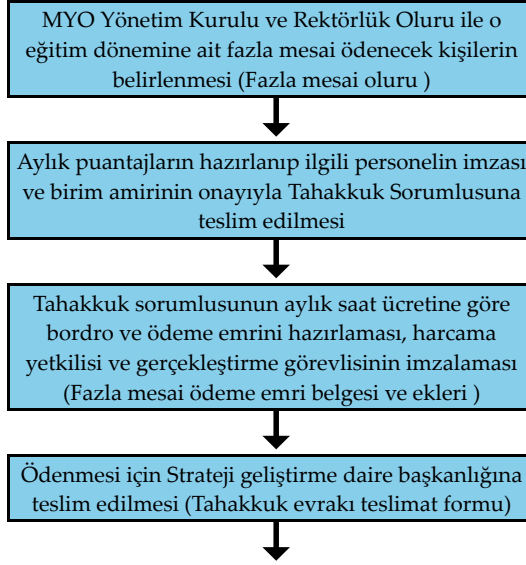 MYO Yönetim Kurulu ve Rektörlük Oluru ile o
eğitim dönemine ait fazla mesai ödenecek kişilerin
belirlenmesi (Fazla mesai oluru )
Aylık puantajların hazırlanıp ilgili personelin imzası
ve birim amirinin onayıyla Tahakkuk Sorumlusuna
teslim edilmesi
Tahakkuk sorumlusunun aylık saat ücretine göre
bordro ve ödeme emrini hazırlaması, harcama
yetkilisi ve gerçekleştirme görevlisinin imzalaması
(Fazla mesai ödeme emri belgesi ve ekleri )
Ödenmesi için Strateji geliştirme daire başkanlığına
teslim edilmesi (Tahakkuk evrakı teslimat formu)